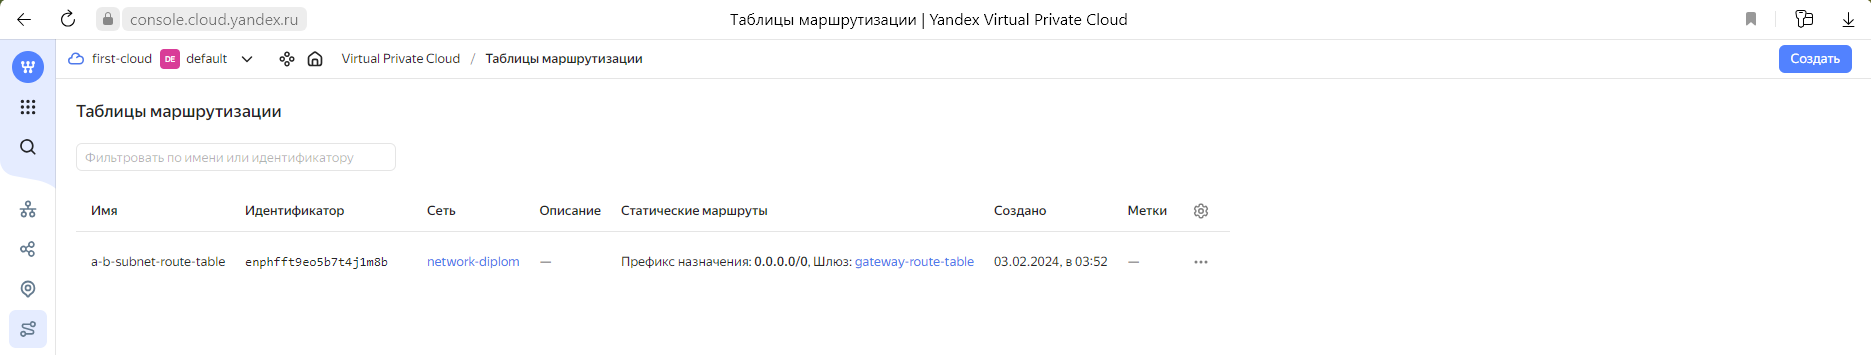 console.cloud.yandex.ru
Таблицы маршрутизации | Yandex Virtual Private Cloud
first-cloud DE default Virtual Private Cloud / Таблицы маршрутизации Создать
Таблицы маршрутизации
Фильтровать по имени или идентификатору
Имя Идентификатор Сеть Описание Статические маршруты Создано Метки
a-b-subnet-route-table enphfft9eo5b7t4j1m8b network-diplom — Префикс назначения: 0.0.0.0/0, Шлюз: gateway-route-table 03.02.2024, в 03:52 —